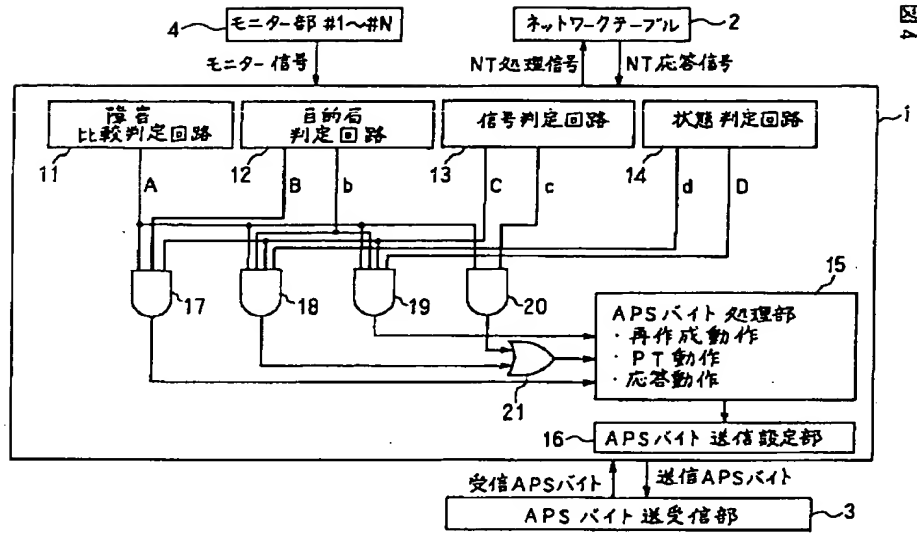 図4
4
モニター部 #1〜#N
ネットワークテーブル
2
モニター信号
NT処理信号
NT応答信号
1
障害
比較判定回路
目的局
判定回路
信号判定回路
状態判定回路
11
12
13
14
A
B
b
C
c
d
D
17
18
19
20
21
15
APSバイト処理部
・再作成動作
・PT動作
・応答動作
16
APSバイト送信設定部
受信APSバイト
送信APSバイト
APSバイト送受信部
3